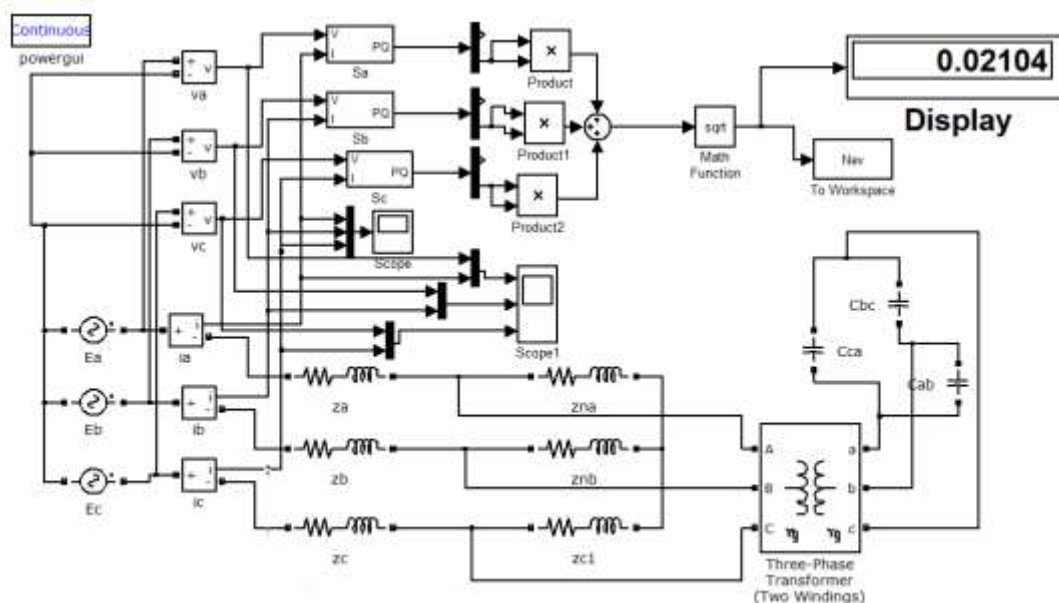 Continuous
powergui
+
-
v
va
V
I
PQ
Sa
×
Product
0.02104
Display
+
-
v
vb
V
I
PQ
Sb
×
Product1
sqrt
Math
Function
To Workspace
+
-
v
vc
V
I
PQ
Sc
×
Product2
Scope
Scope1
Cbc
Cca
Cab
Ea
+
i
-
ia
za
zna
Eb
+
i
-
ib
zb
znb
Ec
+
i
-
ic
zc
zc1
A
B
C
a
b
c
Three-Phase
Transformer
(Two Windings)